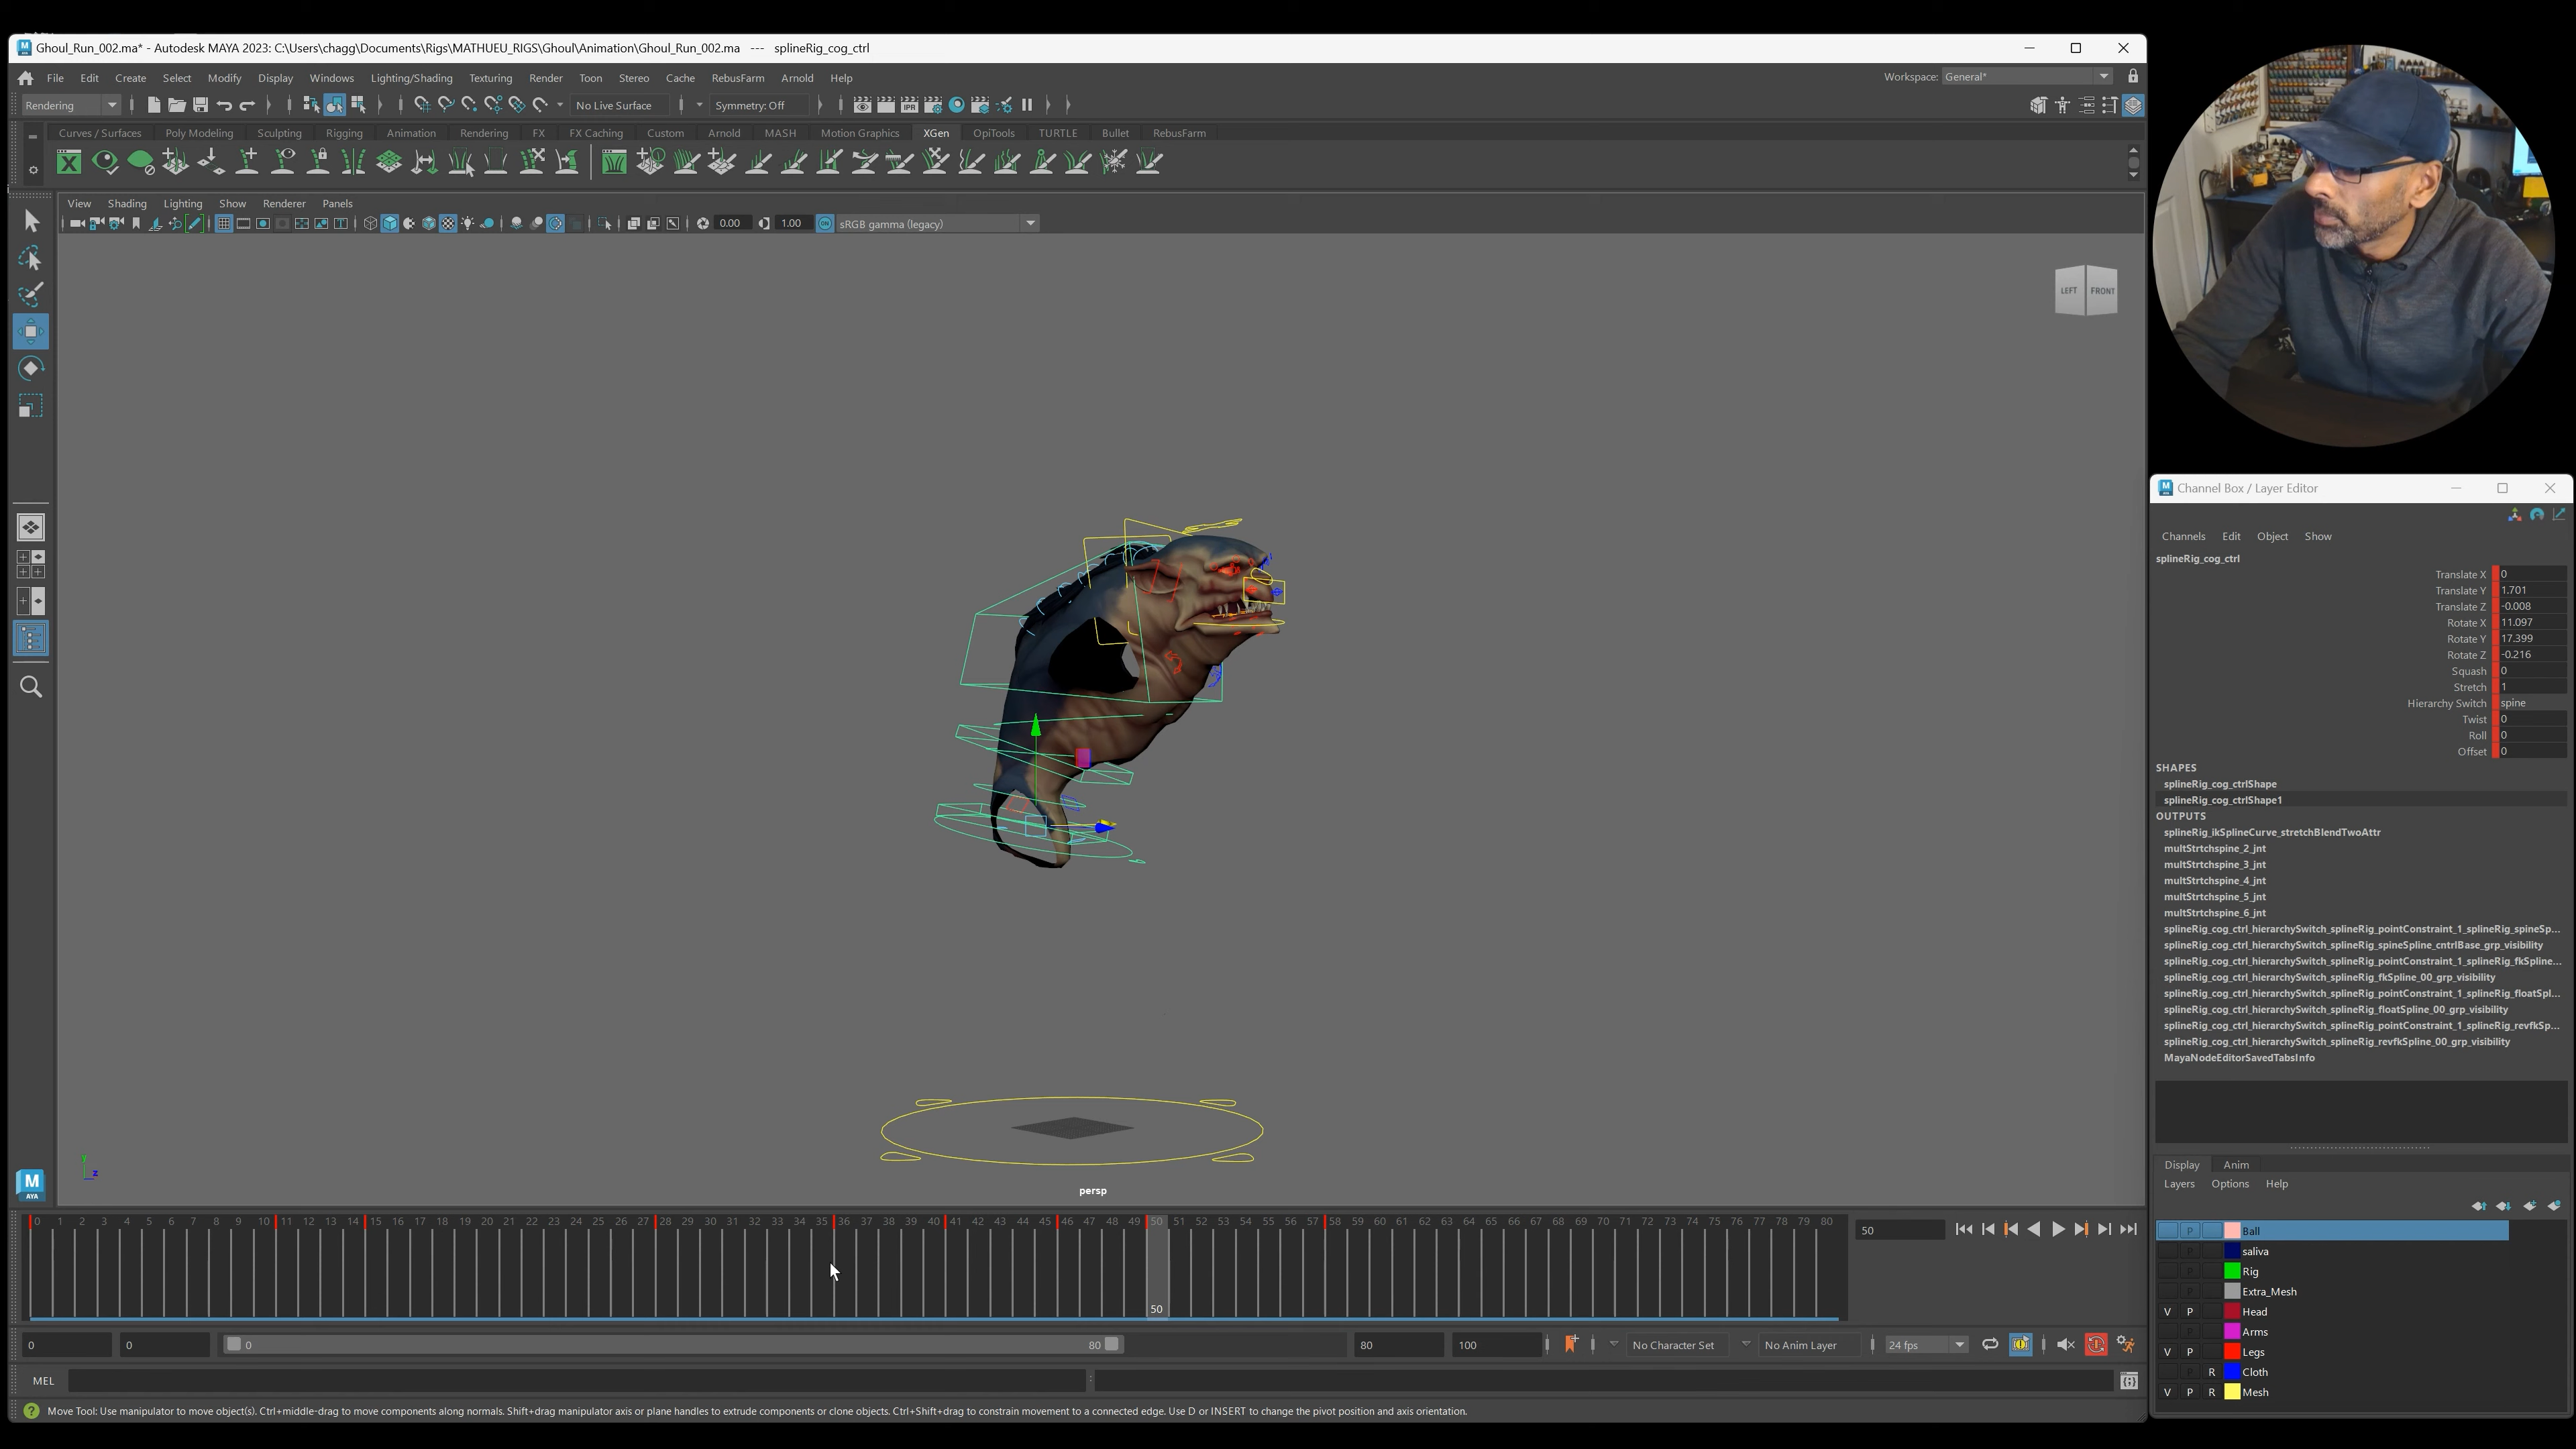 Ghoul_Run_002.ma* - Autodesk MAYA 2023: C:\Users\chagg\Documents\Rigs\MATHUEU_RIGS\Ghoul\Animation\Ghoul_Run_002.ma --- splineRig_cog_ctrl
File Edit Create Select Modify Display Windows Lighting/Shading Texturing Render Toon Stereo Cache RebusFarm Arnold Help
Workspace: General*
Rendering No Live Surface Symmetry: Off IPR
Curves / Surfaces Poly Modeling Sculpting Rigging Animation Rendering FX FX Caching Custom Arnold MASH Motion Graphics XGen OpiTools TURTLE Bullet RebusFarm
View Shading Lighting Show Renderer Panels
0.00 1.00 ON sRGB gamma (legacy)
LEFT FRONT
y
z
persp
M
AYA
0 1 2 3 4 5 6 7 8 9 10 11 12 13 14 15 16 17 18 19 20 21 22 23 24 25 26 27 28 29 30 31 32 33 34 35 36 37 38 39 40 41 42 43 44 45 46 47 48 49 50 51 52 53 54 55 56 57 58 59 60 61 62 63 64 65 66 67 68 69 70 71 72 73 74 75 76 77 78 79 80
50
50
0 0 0 80 80 100 No Character Set No Anim Layer 24 fps
MEL
Move Tool: Use manipulator to move object(s). Ctrl+middle-drag to move components along normals. Shift+drag manipulator axis or plane handles to extrude components or clone objects. Ctrl+Shift+drag to constrain movement to a connected edge. Use D or INSERT to change the pivot position and axis orientation.
Channel Box / Layer Editor
Channels Edit Object Show
splineRig_cog_ctrl
Translate X 0
Translate Y 1.701
Translate Z -0.008
Rotate X 11.097
Rotate Y 17.399
Rotate Z -0.216
Squash 0
Stretch 1
Hierarchy Switch spine
Twist 0
Roll 0
Offset 0
SHAPES
splineRig_cog_ctrlShape
splineRig_cog_ctrlShape1
OUTPUTS
splineRig_ikSplineCurve_stretchBlendTwoAttr
multStrtchspine_2_jnt
multStrtchspine_3_jnt
multStrtchspine_4_jnt
multStrtchspine_5_jnt
multStrtchspine_6_jnt
splineRig_cog_ctrl_hierarchySwitch_splineRig_pointConstraint_1_splineRig_spineSp...
splineRig_cog_ctrl_hierarchySwitch_splineRig_spineSpline_cntrlBase_grp_visibility
splineRig_cog_ctrl_hierarchySwitch_splineRig_pointConstraint_1_splineRig_fkSpline...
splineRig_cog_ctrl_hierarchySwitch_splineRig_fkSpline_00_grp_visibility
splineRig_cog_ctrl_hierarchySwitch_splineRig_pointConstraint_1_splineRig_floatSpl...
splineRig_cog_ctrl_hierarchySwitch_splineRig_floatSpline_00_grp_visibility
splineRig_cog_ctrl_hierarchySwitch_splineRig_pointConstraint_1_splineRig_revfkSp...
splineRig_cog_ctrl_hierarchySwitch_splineRig_revfkSpline_00_grp_visibility
MayaNodeEditorSavedTabsInfo
Display Anim
Layers Options Help
P Ball
P saliva
P Rig
P Extra_Mesh
V P Head
P Arms
V P Legs
P R Cloth
V P R Mesh